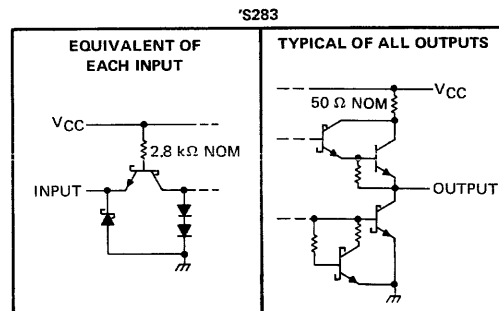 'S283
EQUIVALENT OF
EACH INPUT
VCC
2.8 kΩ NOM
INPUT
TYPICAL OF ALL OUTPUTS
VCC
50 Ω NOM
OUTPUT